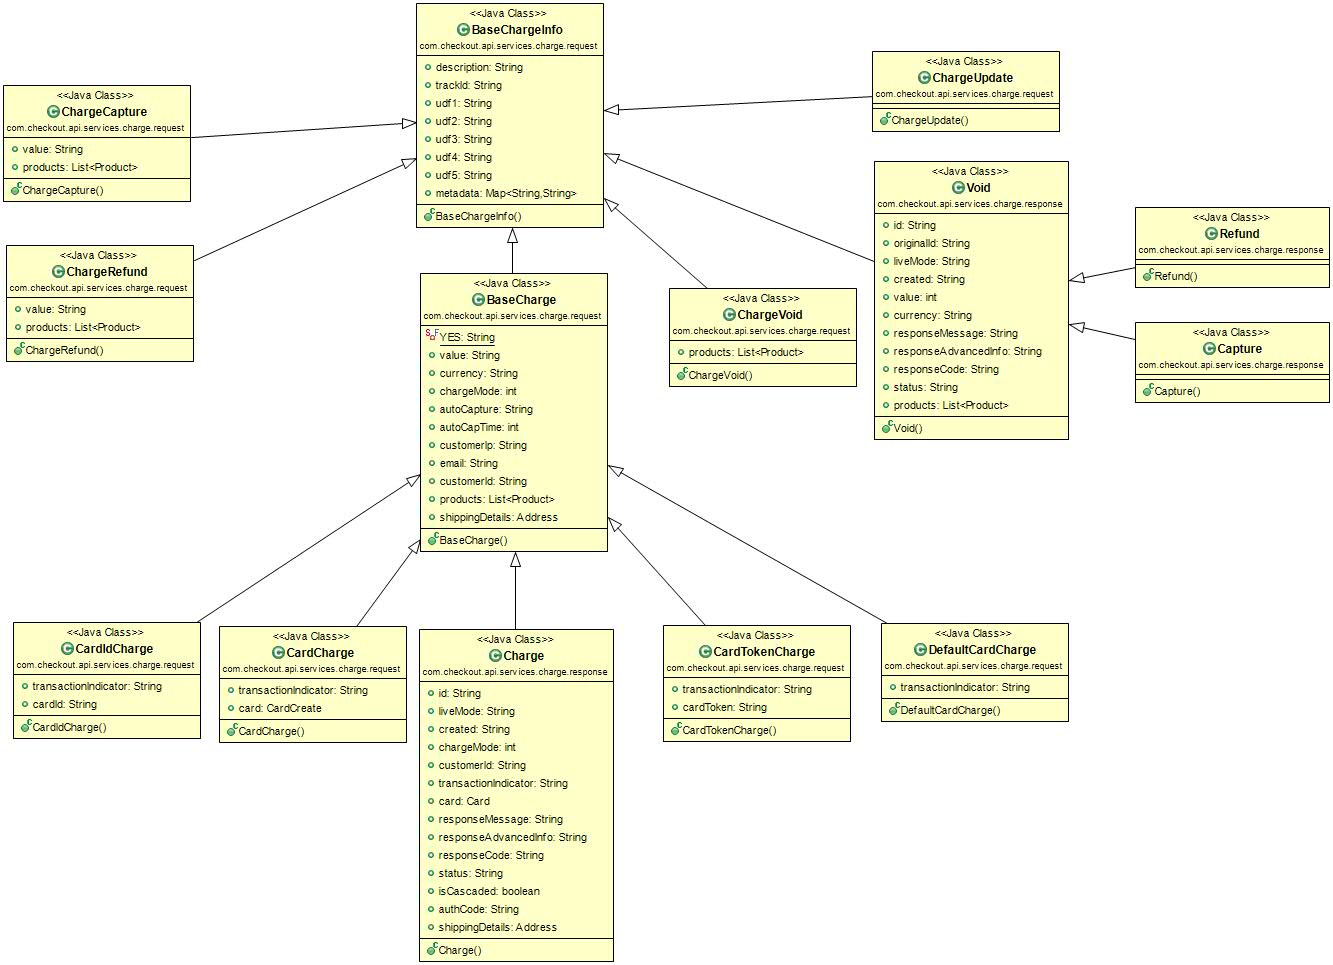 <<Java Class>>
BaseChargeInfo
com.checkout.api.services.charge.request
description: String
trackId: String
udf1: String
udf2: String
udf3: String
udf4: String
udf5: String
metadata: Map<String,String>
BaseChargeInfo()
<<Java Class>>
ChargeUpdate
com.checkout.api.services.charge.request
ChargeUpdate()
<<Java Class>>
ChargeCapture
com.checkout.api.services.charge.request
value: String
products: List<Product>
ChargeCapture()
<<Java Class>>
Void
com.checkout.api.services.charge.response
id: String
originalId: String
liveMode: String
created: String
value: int
currency: String
responseMessage: String
responseAdvancedInfo: String
responseCode: String
status: String
products: List<Product>
Void()
<<Java Class>>
Refund
com.checkout.api.services.charge.response
Refund()
<<Java Class>>
ChargeRefund
com.checkout.api.services.charge.request
value: String
products: List<Product>
ChargeRefund()
<<Java Class>>
BaseCharge
com.checkout.api.services.charge.request
YES: String
value: String
currency: String
chargeMode: int
autoCapture: String
autoCapTime: int
customerIp: String
email: String
customerId: String
products: List<Product>
shippingDetails: Address
BaseCharge()
<<Java Class>>
ChargeVoid
com.checkout.api.services.charge.request
products: List<Product>
ChargeVoid()
<<Java Class>>
Capture
com.checkout.api.services.charge.response
Capture()
<<Java Class>>
CardIdCharge
com.checkout.api.services.charge.request
transactionIndicator: String
cardId: String
CardIdCharge()
<<Java Class>>
CardCharge
com.checkout.api.services.charge.request
transactionIndicator: String
card: CardCreate
CardCharge()
<<Java Class>>
Charge
com.checkout.api.services.charge.response
id: String
liveMode: String
created: String
chargeMode: int
customerId: String
transactionIndicator: String
card: Card
responseMessage: String
responseAdvancedInfo: String
responseCode: String
status: String
isCascaded: boolean
authCode: String
shippingDetails: Address
Charge()
<<Java Class>>
CardTokenCharge
com.checkout.api.services.charge.request
transactionIndicator: String
cardToken: String
CardTokenCharge()
<<Java Class>>
DefaultCardCharge
com.checkout.api.services.charge.request
transactionIndicator: String
DefaultCardCharge()